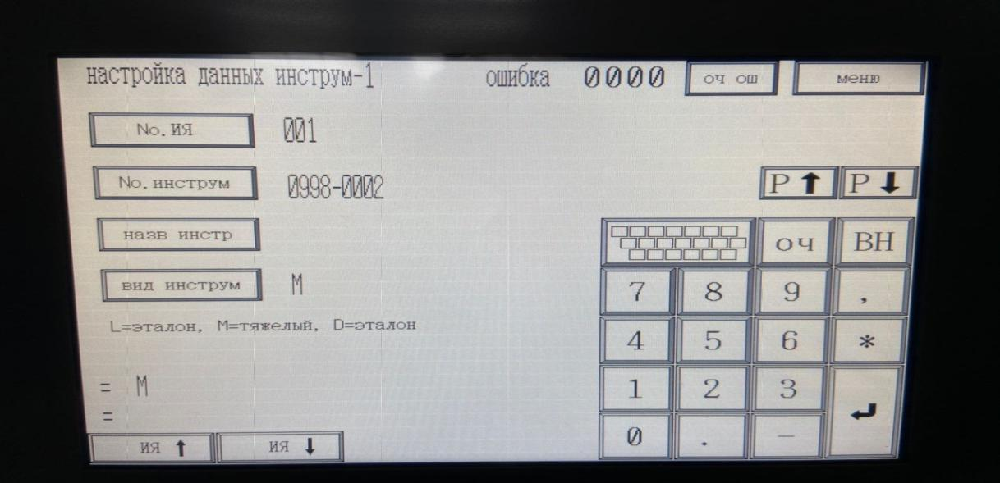 настройка данных инструм-1 ошибка 0000 оч ош меню
No.ИЯ 001
No.инструм 0998-0002 P↑ P↓
назв инстр оч ВН
вид инструм M 7 8 9 ,
L=эталон, M=тяжелый, D=эталон
4 5 6 *
= M 1 2 3 ↵
=
ИЯ ↑ ИЯ ↓ 0 . –